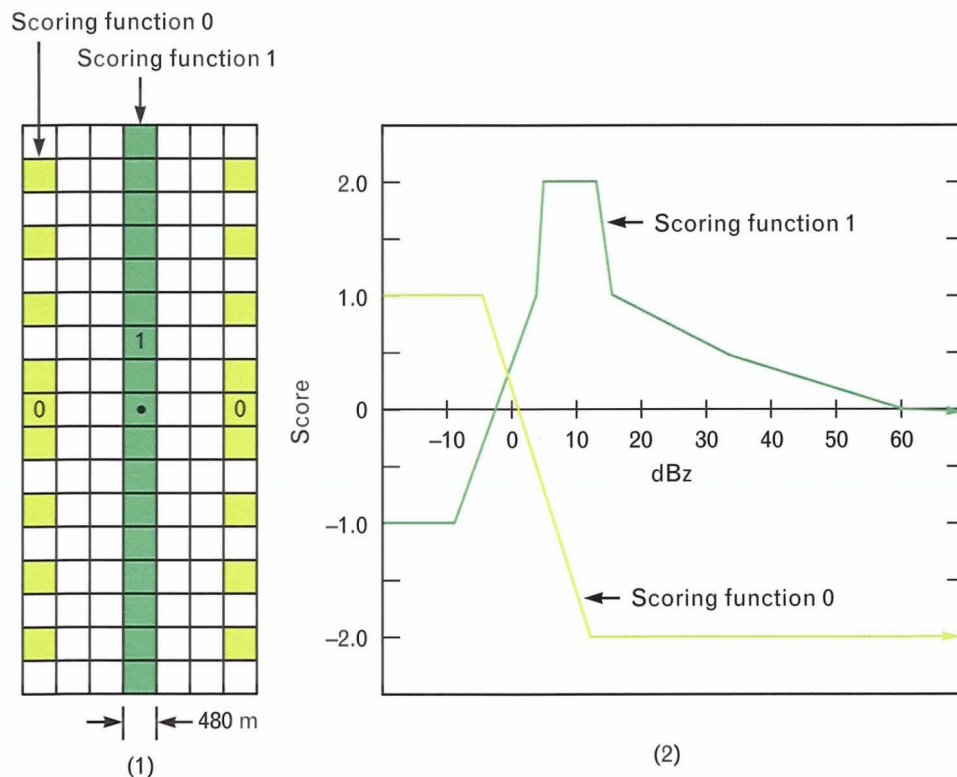 Scoring function 0
Scoring function 1
1
0
0
480 m
(1)
Score
2.0
1.0
0
–1.0
–2.0
–10 0 10 20 30 40 50 60
dBz
Scoring function 1
Scoring function 0
(2)